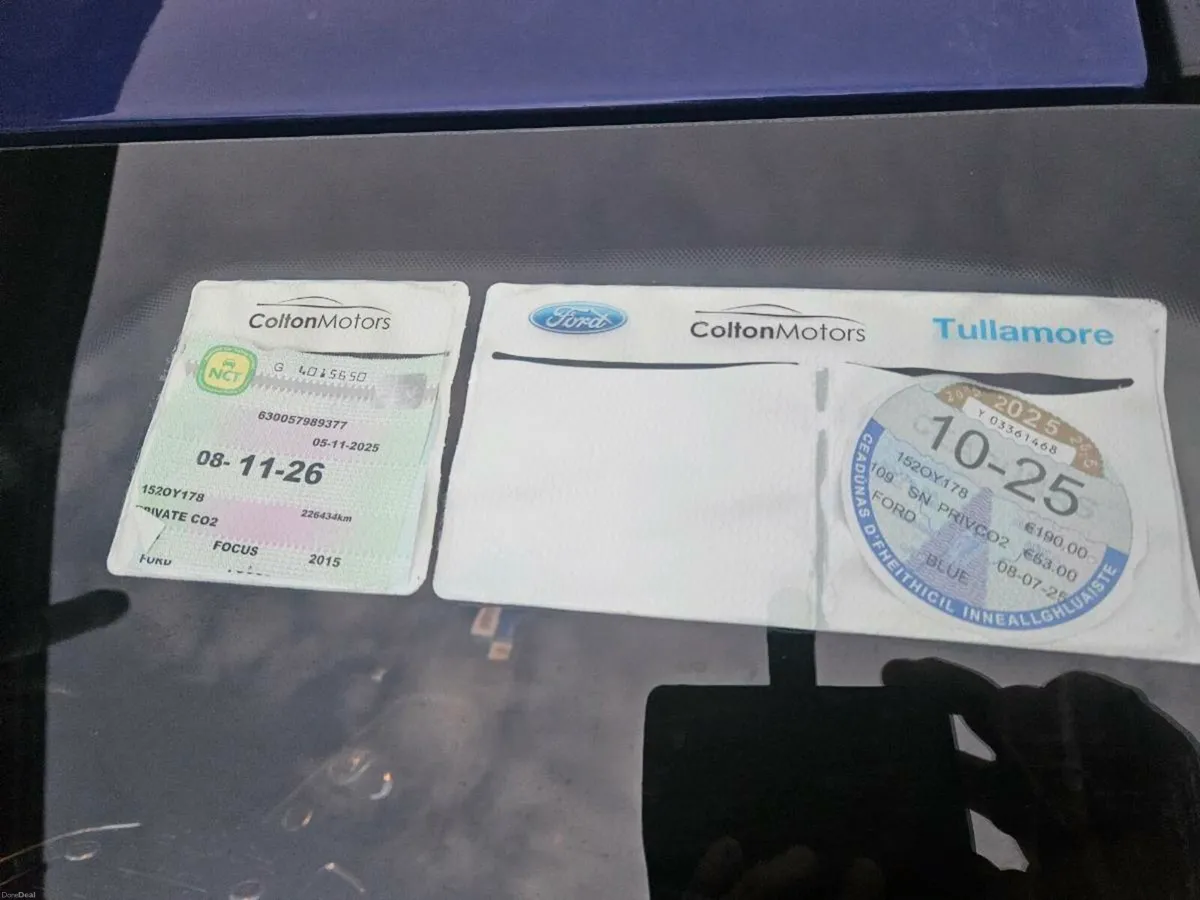 ColtonMotors
NCT
G 4015650
630057989377
05-11-2025
08-11-26
152OY178
PRIVATE CO2
226434km
FOCUS 2015
FORD
Ford
ColtonMotors
Tullamore
2025
Y 03361468
10-25
152OY178
109 SN PRIVCO2 €190.00
FORD €53.00
BLUE 08-07-25
CEADÚNAS D'FHEITHICIL INNEALLGHLUAISTE
DoneDeal